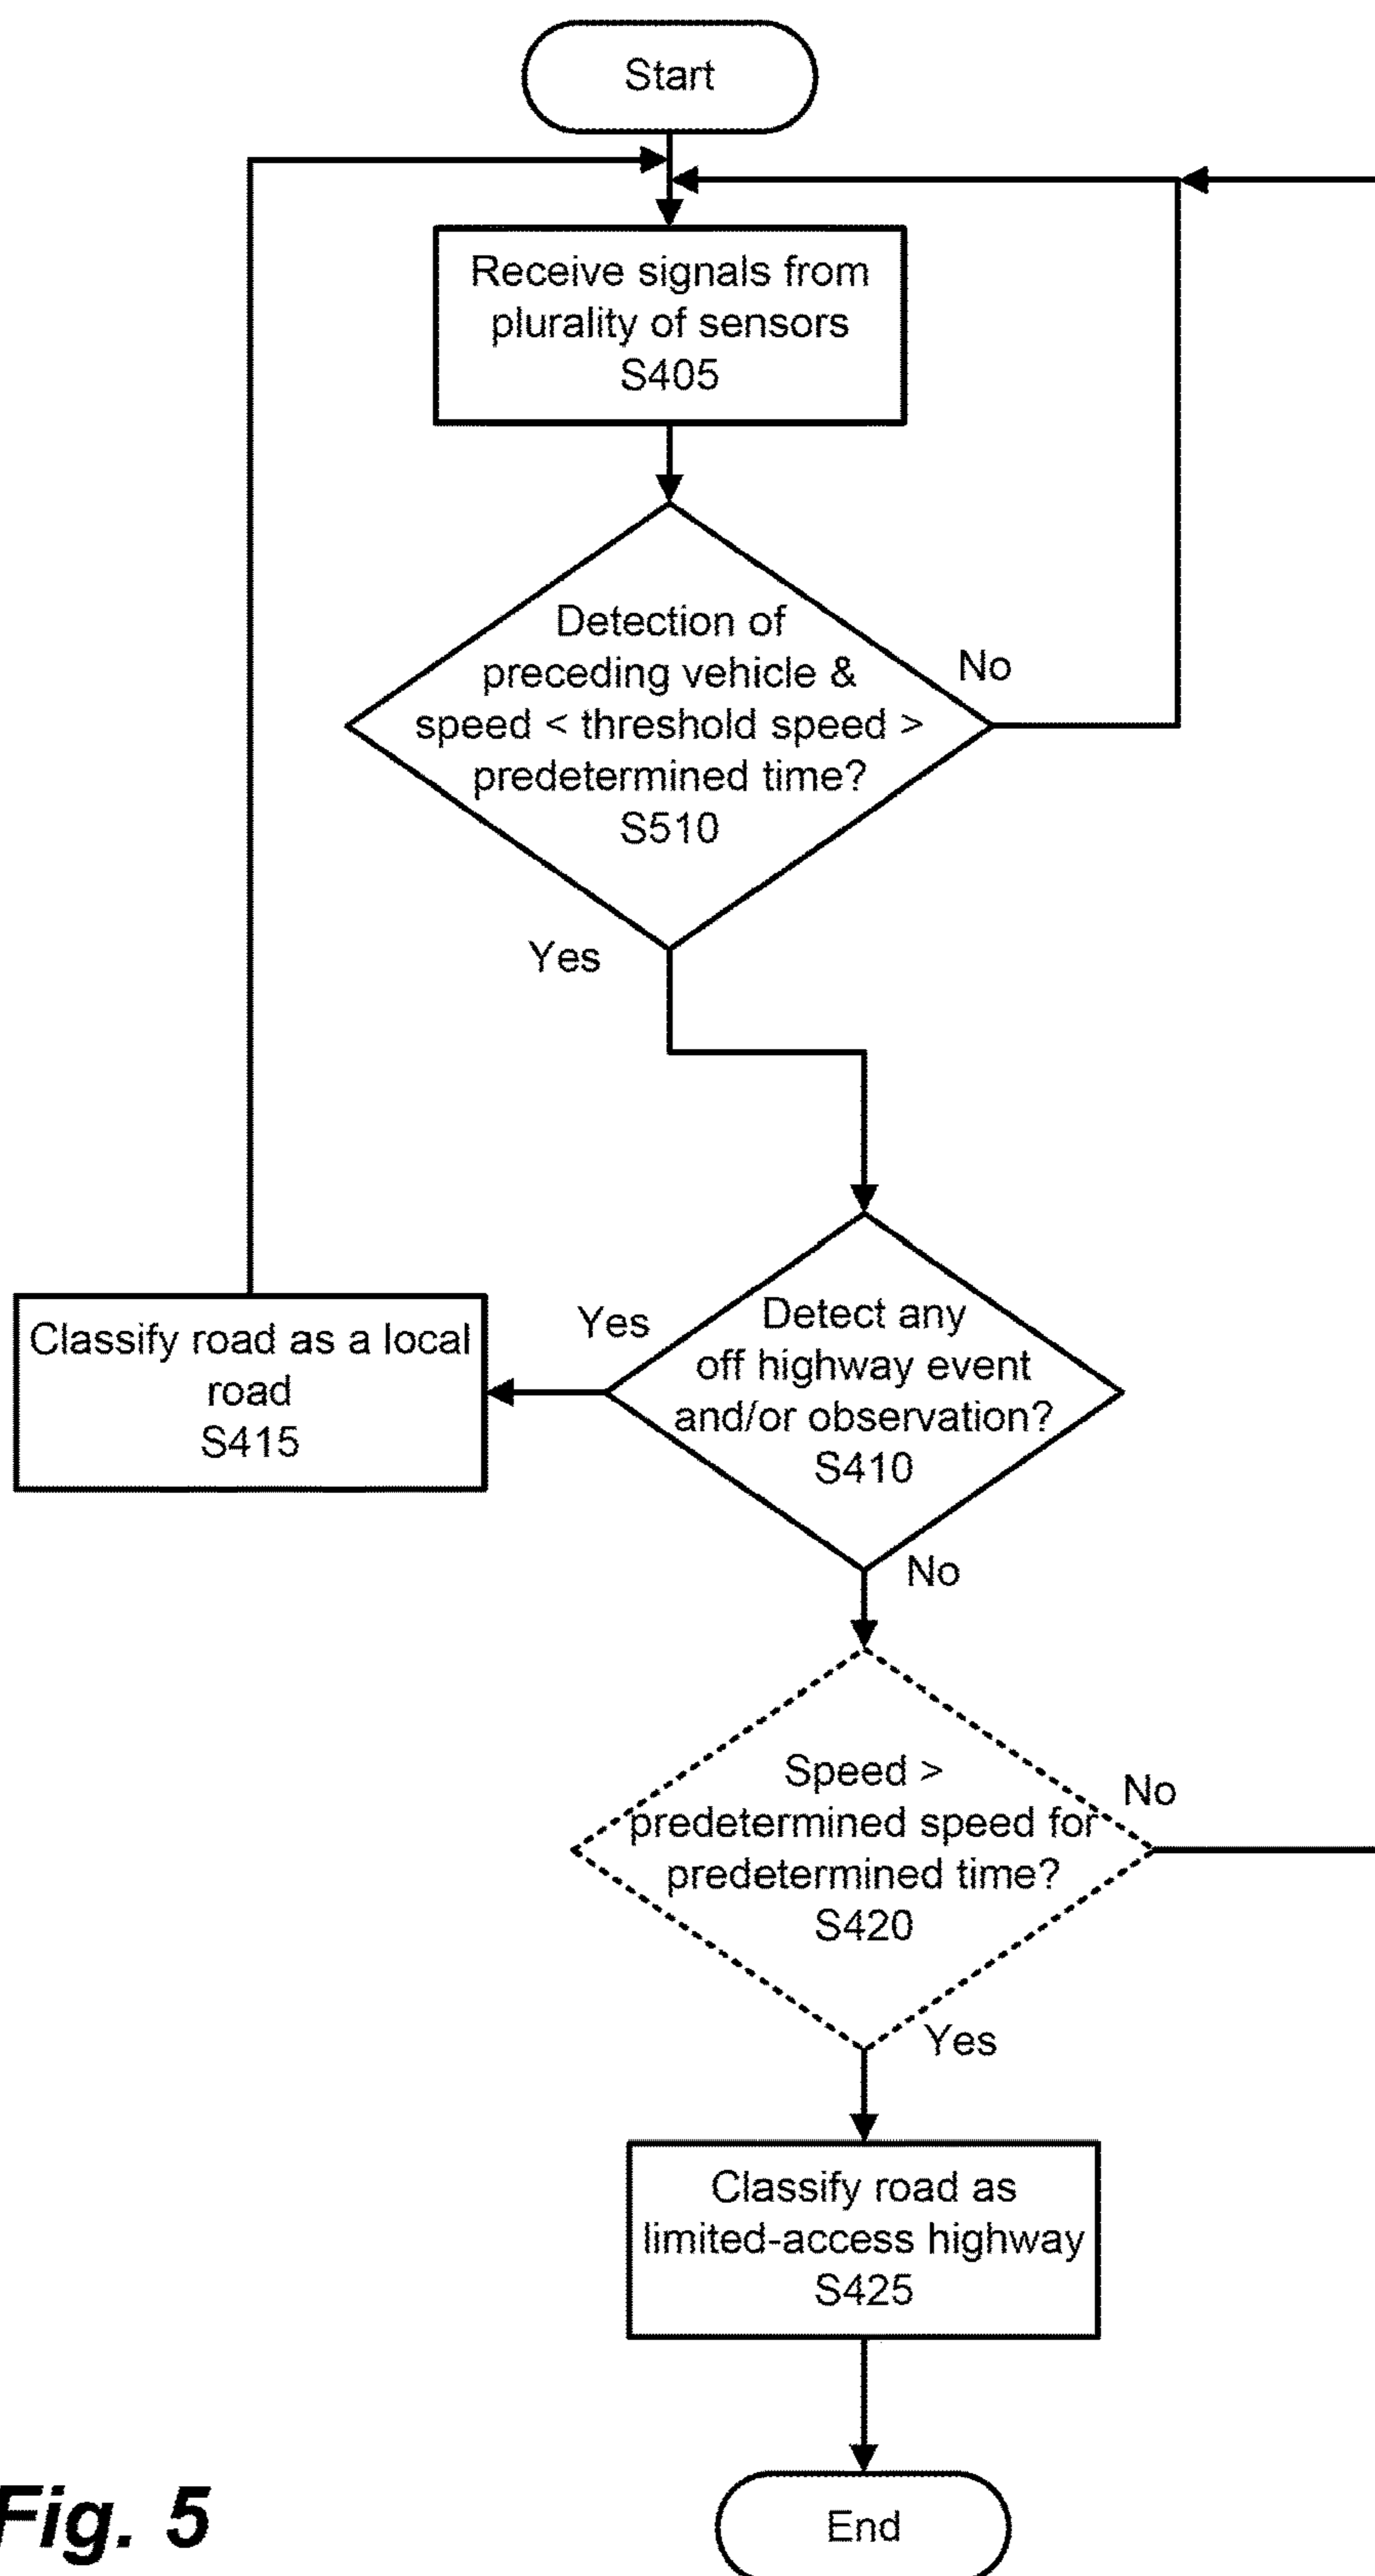 Start
Receive signals from
plurality of sensors
S405
Detection of
preceding vehicle &
speed < threshold speed >
predetermined time?
S510
No
Yes
Yes
Detect any
off highway event
and/or observation?
S410
Classify road as a local
road
S415
No
Speed >
predetermined speed for
predetermined time?
S420
No
Yes
Classify road as
limited-access highway
S425
End
Fig. 5